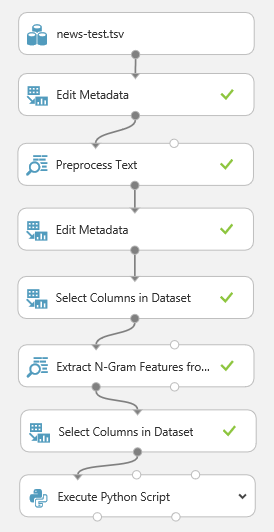 news-test.tsv
Edit Metadata
Preprocess Text
Edit Metadata
Select Columns in Dataset
Extract N-Gram Features fro...
Select Columns in Dataset
Execute Python Script